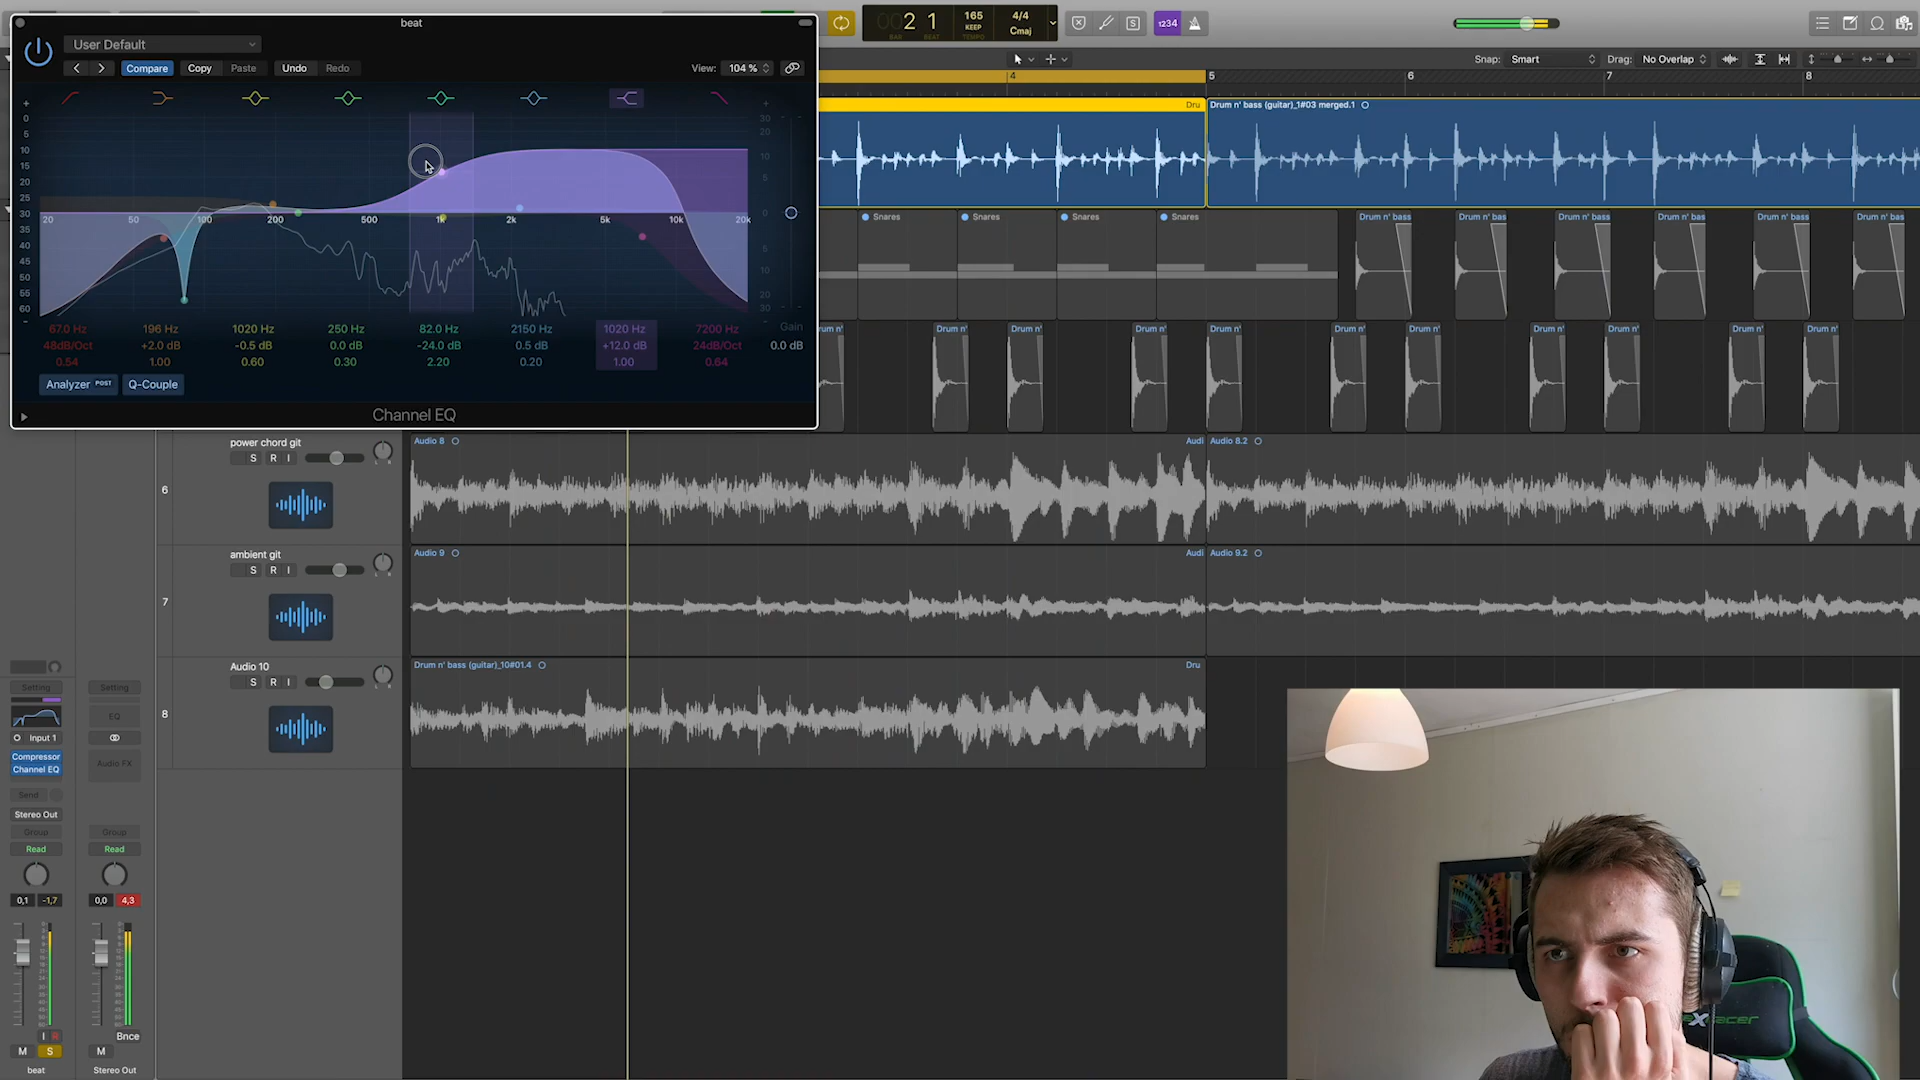 beat
User Default
Compare Copy Paste Undo Redo View: 104 %
0 5 10 15 20 25 30 35 40 45 50 55 60
20 50 100 200 500 1k 2k 5k 10k 20k
30 20 10 5 0 5 10 20 30
67.0 Hz 196 Hz 1020 Hz 250 Hz 82.0 Hz 2150 Hz 1020 Hz 7200 Hz Gain
48dB/Oct +2.0 dB -0.5 dB 0.0 dB -24.0 dB 0.5 dB +12.0 dB 24dB/Oct 0.0 dB
0.54 1.00 0.60 0.30 2.20 0.20 1.00 0.64
Analyzer POST Q-Couple
Channel EQ
002 1 165 4/4
BAR BEAT KEEP TEMPO Cmaj
S 1234
Snap: Smart Drag: No Overlap
4 5 6 7 8
Dru Drum n' bass (guitar)_1#03 merged.1
Snares Snares Snares Snares Drum n' bass Drum n' bas Drum n' bas Drum n' bas Drum n' bas Drum n' bas
Drum n' Drum n' Drum n' Drum n' Drum n' Drum n' Drum n' Drum n' Drum n' Drum n' Drum n'
6
power chord git
S R I
Audio 8 Audi Audio 8.2
7
ambient git
S R I
Audio 9 Audi Audio 9.2
8
Audio 10
S R I
Drum n' bass (guitar)_10#01.4 Dru
Setting Setting
EQ
Input 1
Compressor
Channel EQ
Audio FX
Send
Stereo Out
Group Group
Read Read
0,1 -1,7 0,0 4,3
I R Bnce
M S M
beat Stereo Out